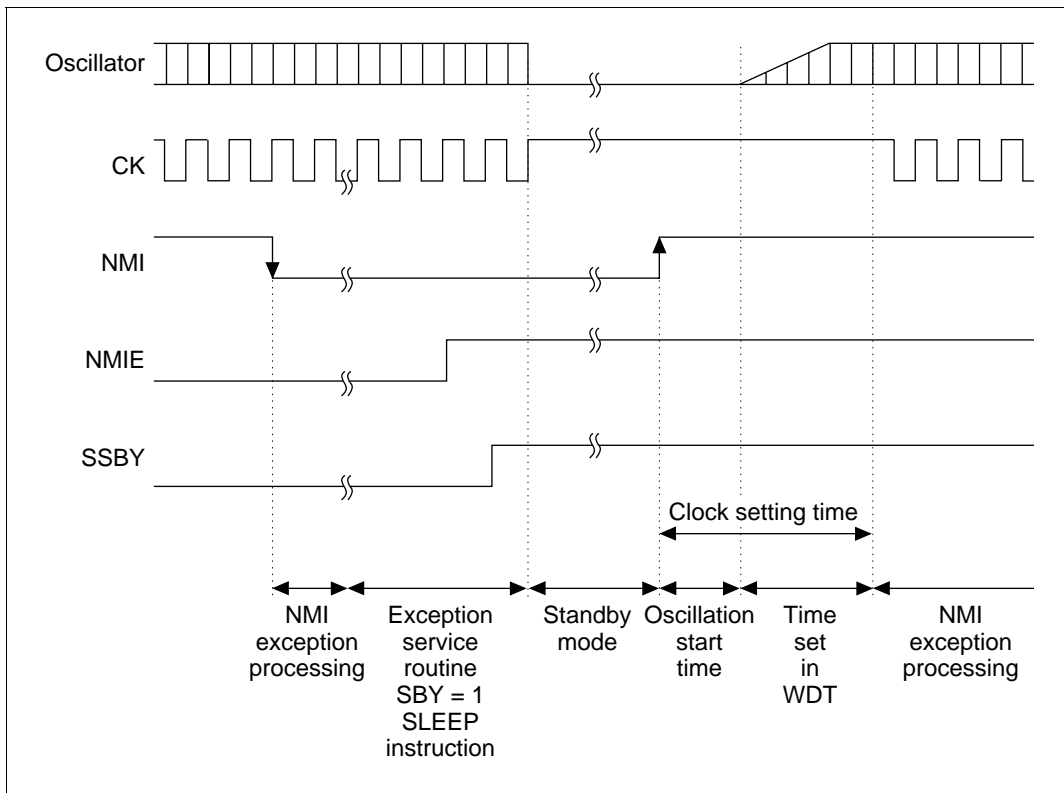 Oscillator
CK
NMI
NMIE
SSBY
Clock setting time
NMI
exception
processing
Exception
service
routine
SBY = 1
SLEEP
instruction
Standby
mode
Oscillation
start
time
Time
set
in
WDT
NMI
exception
processing